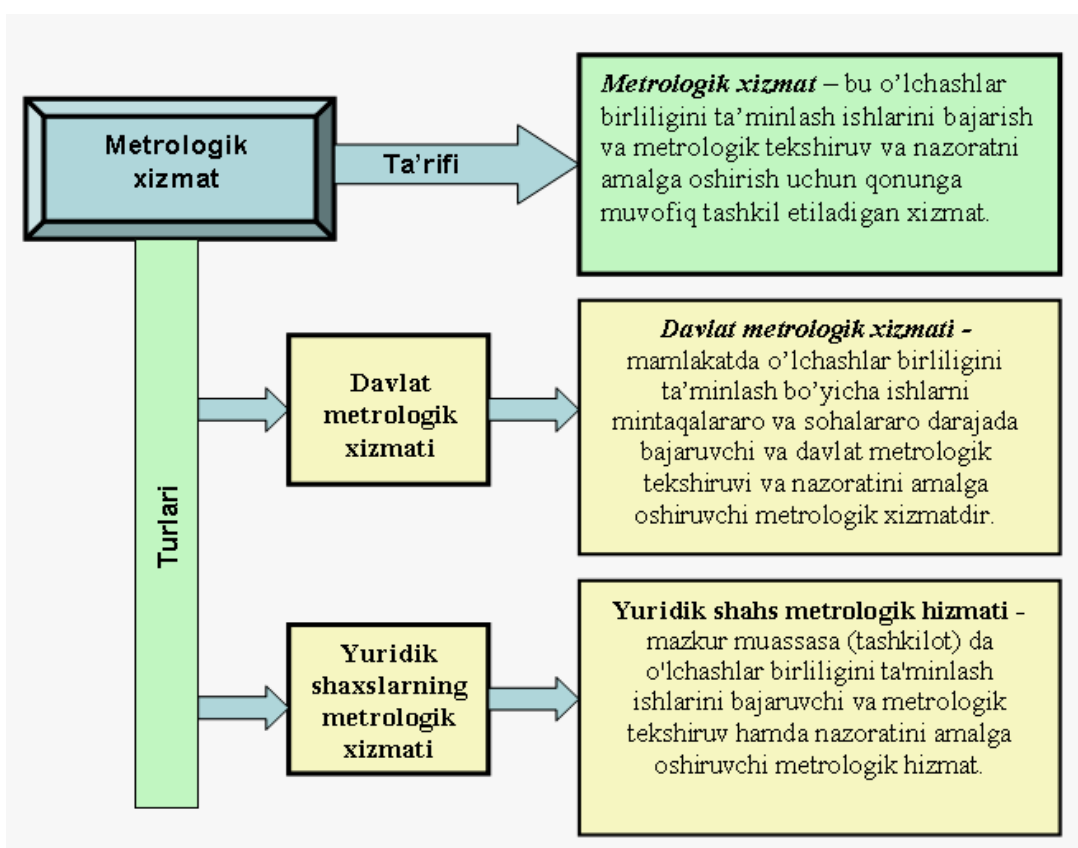 Metrologik
xizmat
Ta’rifi
Metrologik xizmat – bu o’lchashlar
birliligini ta’minlash ishlarini bajarish
va metrologik tekshiruv va nazoratni
amalga oshirish uchun qonunga
muvofiq tashkil etiladigan xizmat.
Turlari
Davlat
metrologik
xizmati
Davlat metrologik xizmati -
mamlakatda o’lchashlar birliligini
ta’minlash bo’yicha ishlarni
mintaqalararo va sohalararo darajada
bajaruvchi va davlat metrologik
tekshiruvi va nazoratini amalga
oshiruvchi metrologik xizmatdir.
Yuridik
shaxslarning
metrologik
xizmati
Yuridik shahs metrologik hizmati -
mazkur muassasa (tashkilot) da
o'lchashlar birliligini ta'minlash
ishlarini bajaruvchi va metrologik
tekshiruv hamda nazoratini amalga
oshiruvchi metrologik hizmat.